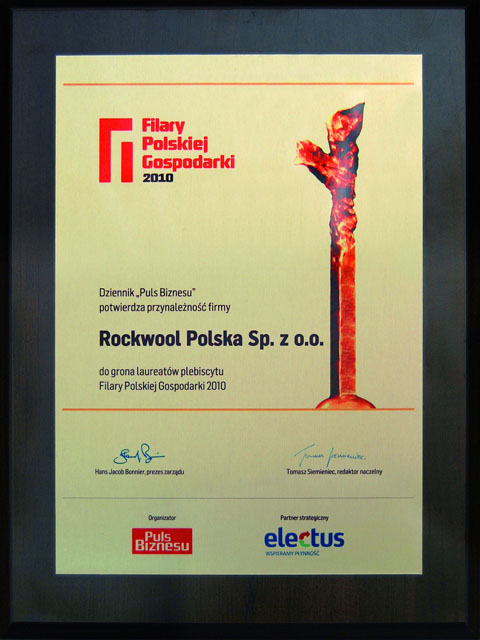 Filary
Polskiej
Gospodarki
2010
Dziennik „Puls Biznesu”
potwierdza przynależność firmy
Rockwool Polska Sp. z o.o.
do grona laureatów plebiscytu
Filary Polskiej Gospodarki 2010
Hans Jacob Bonnier, prezes zarządu
Tomasz Siemieniec, redaktor naczelny
Organizator
Partner strategiczny
Puls
Biznesu
electus
WSPIERAMY PŁYNNOŚĆ